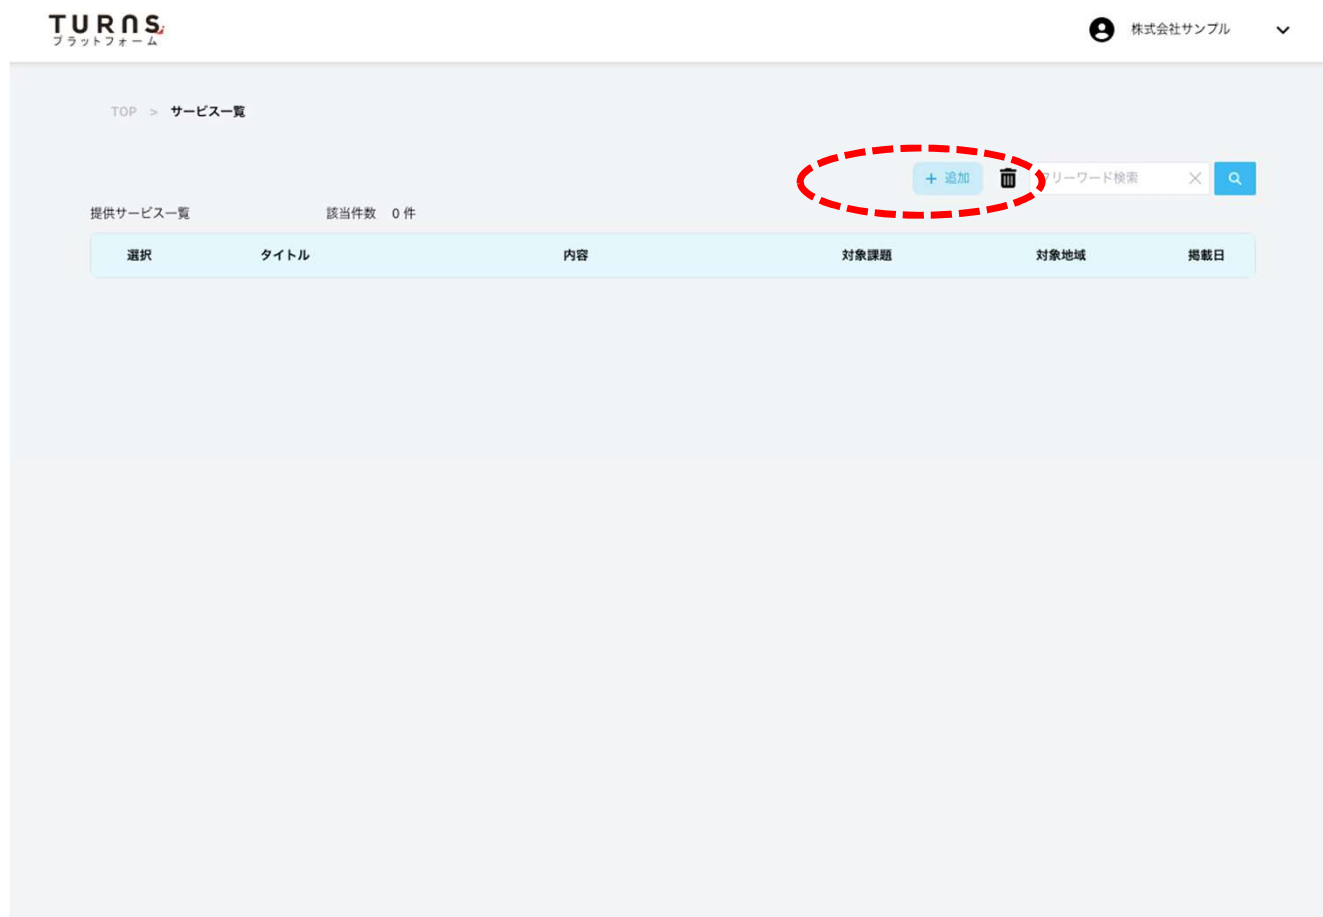 TURNS
プラットフォーム
株式会社サンプル
TOP > サービス一覧
+ 追加
リーワード検索
提供サービス一覧 該当件数 0 件
選択 タイトル 内容 対象課題 対象地域 掲載日